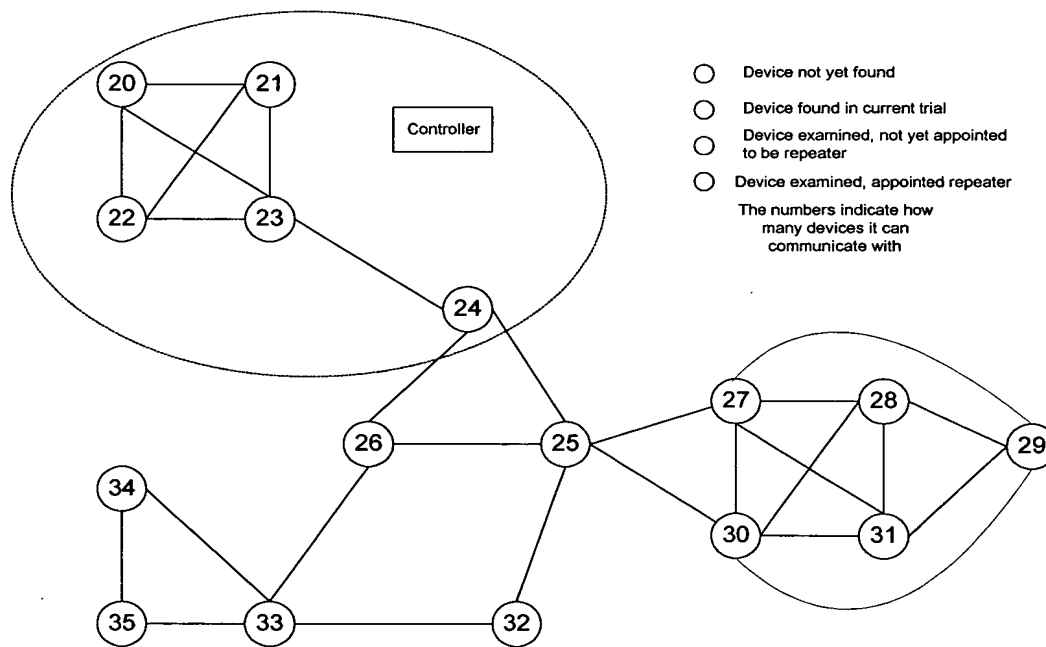 20
21
Controller
22
23
24
Device not yet found
Device found in current trial
Device examined, not yet appointed
to be repeater
Device examined, appointed repeater
The numbers indicate how
many devices it can
communicate with
27
28
29
26
25
34
30
31
35
33
32